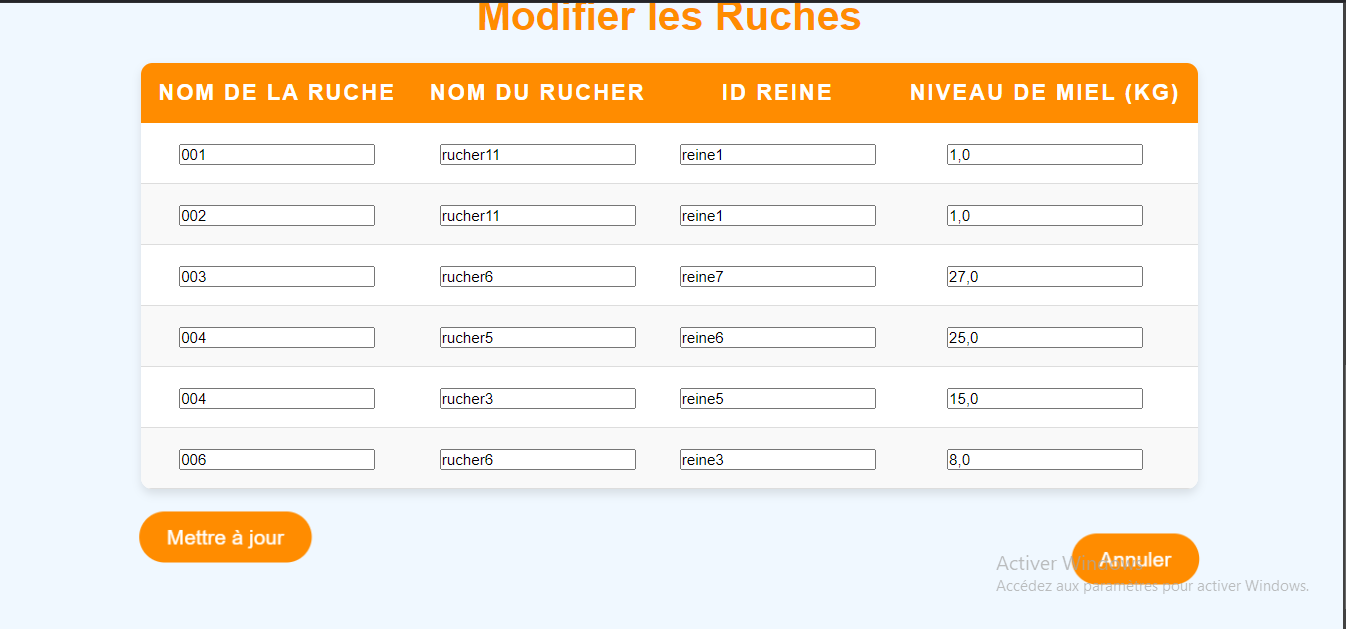 Modifier les Ruches
NOM DE LA RUCHE NOM DU RUCHER ID REINE NIVEAU DE MIEL (KG)
001 rucher11 reine1 1,0
002 rucher11 reine1 1,0
003 rucher6 reine7 27,0
004 rucher5 reine6 25,0
004 rucher3 reine5 15,0
006 rucher6 reine3 8,0
Mettre à jour
Annuler
Activer Windows
Accédez aux paramètres pour activer Windows.